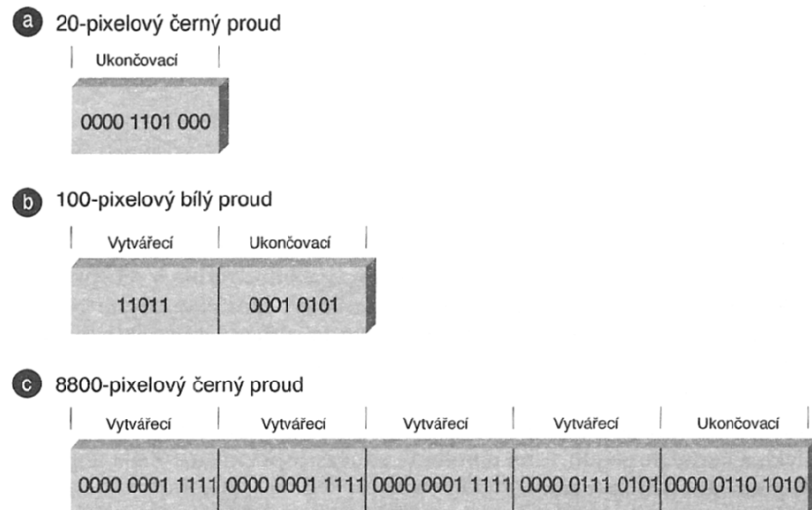 a 20-pixelový černý proud
Ukončovací
0000 1101 000
b 100-pixelový bílý proud
Vytvářecí Ukončovací
11011 0001 0101
c 8800-pixelový černý proud
Vytvářecí Vytvářecí Vytvářecí Vytvářecí Ukončovací
0000 0001 1111 0000 0001 1111 0000 0001 1111 0000 0111 0101 0000 0110 1010